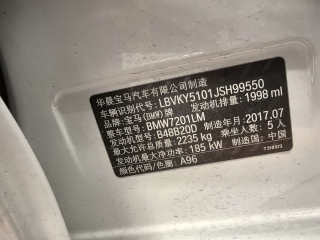 华晨宝马汽车有限公司制造
车辆识别代号: LBVKY5101JSH99550
品牌: 宝马(BMW)牌 发动机排量: 1998 ml
整车型号: BMW7201LM
发动机型号: B48B20D 制造年月: 2017.07
最大允许总质量: 2235 kg 乘坐人数: 5 人
发动机最大净功率: 185 kW 制造国: 中国
车身颜色/色号: A96